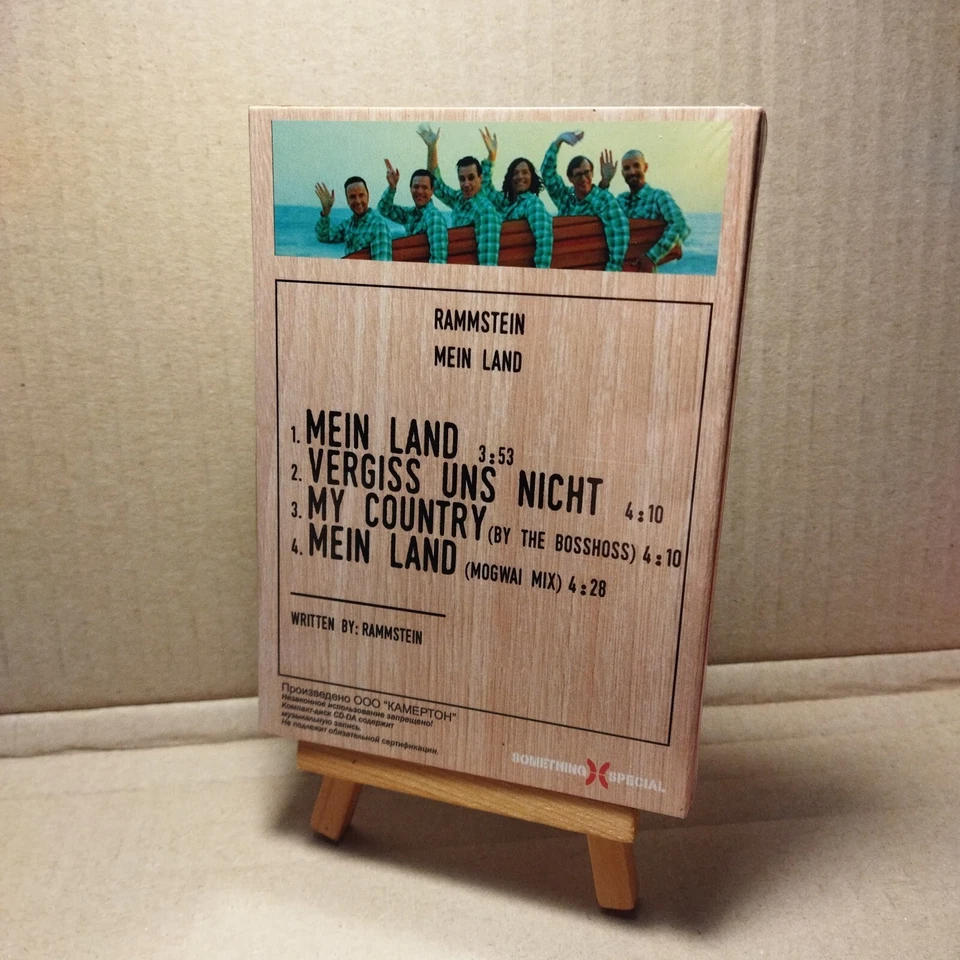 RAMMSTEIN
MEIN LAND
1. MEIN LAND 3:53
2. VERGISS UNS NICHT 4:10
3. MY COUNTRY (BY THE BOSSHOSS) 4:10
4. MEIN LAND (MOGWAI MIX) 4:28
WRITTEN BY: RAMMSTEIN
Произведено ООО "КАМЕРТОН"
Незаконное использование запрещено!
Компакт-диск CD-DA содержит
музыкальную запись.
Не подлежит обязательной сертификации.
SOMETHING SPECIAL